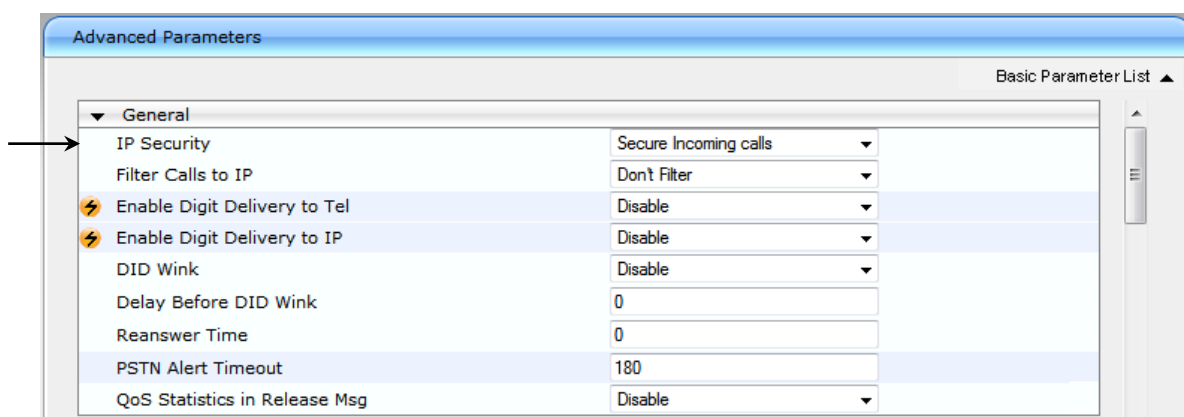 Advanced Parameters
Basic Parameter List
General
IP Security Secure Incoming calls
Filter Calls to IP Don't Filter
Enable Digit Delivery to Tel Disable
Enable Digit Delivery to IP Disable
DID Wink Disable
Delay Before DID Wink 0
Reanswer Time 0
PSTN Alert Timeout 180
QoS Statistics in Release Msg Disable